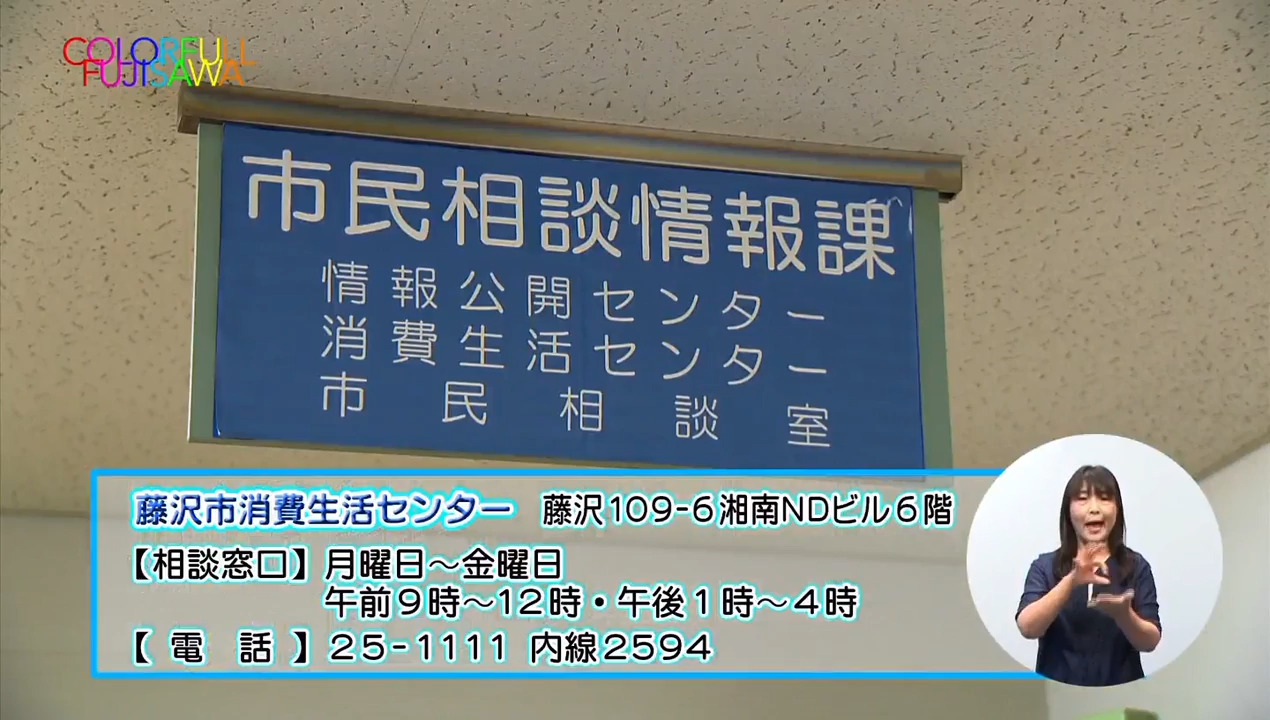 COLORFULL
FUJISAWA
市民相談情報課
情報公開センター
消費生活センター
市民相談室
藤沢市消費生活センター 藤沢109-6湘南NDビル6階
【相談窓口】月曜日～金曜日
午前9時～12時・午後1時～4時
【電話】25-1111 内線2594